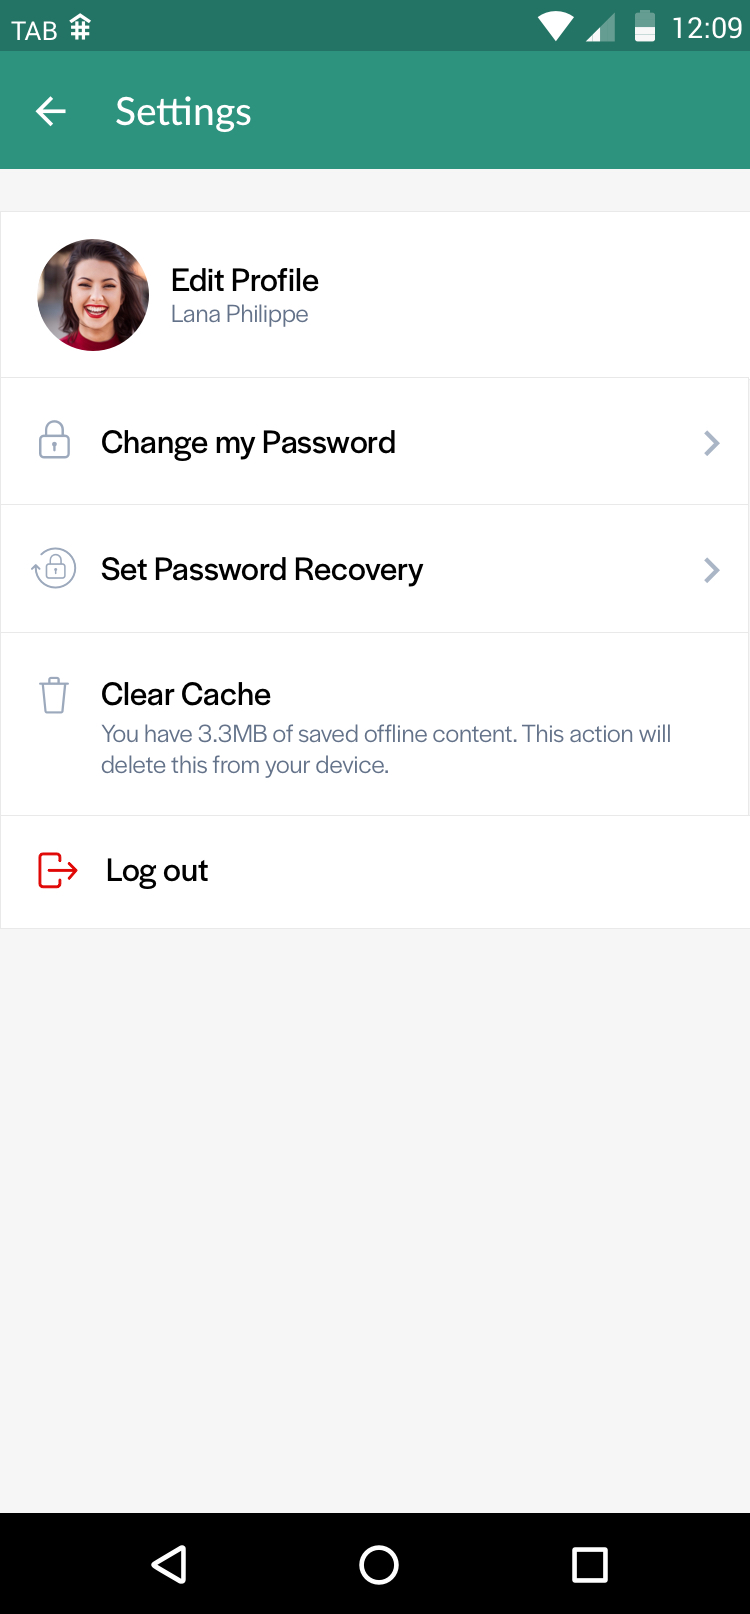 TAB 12:09
Settings
Edit Profile
Lana Philippe
Change my Password
Set Password Recovery
Clear Cache
You have 3.3MB of saved offline content. This action will
delete this from your device.
Log out